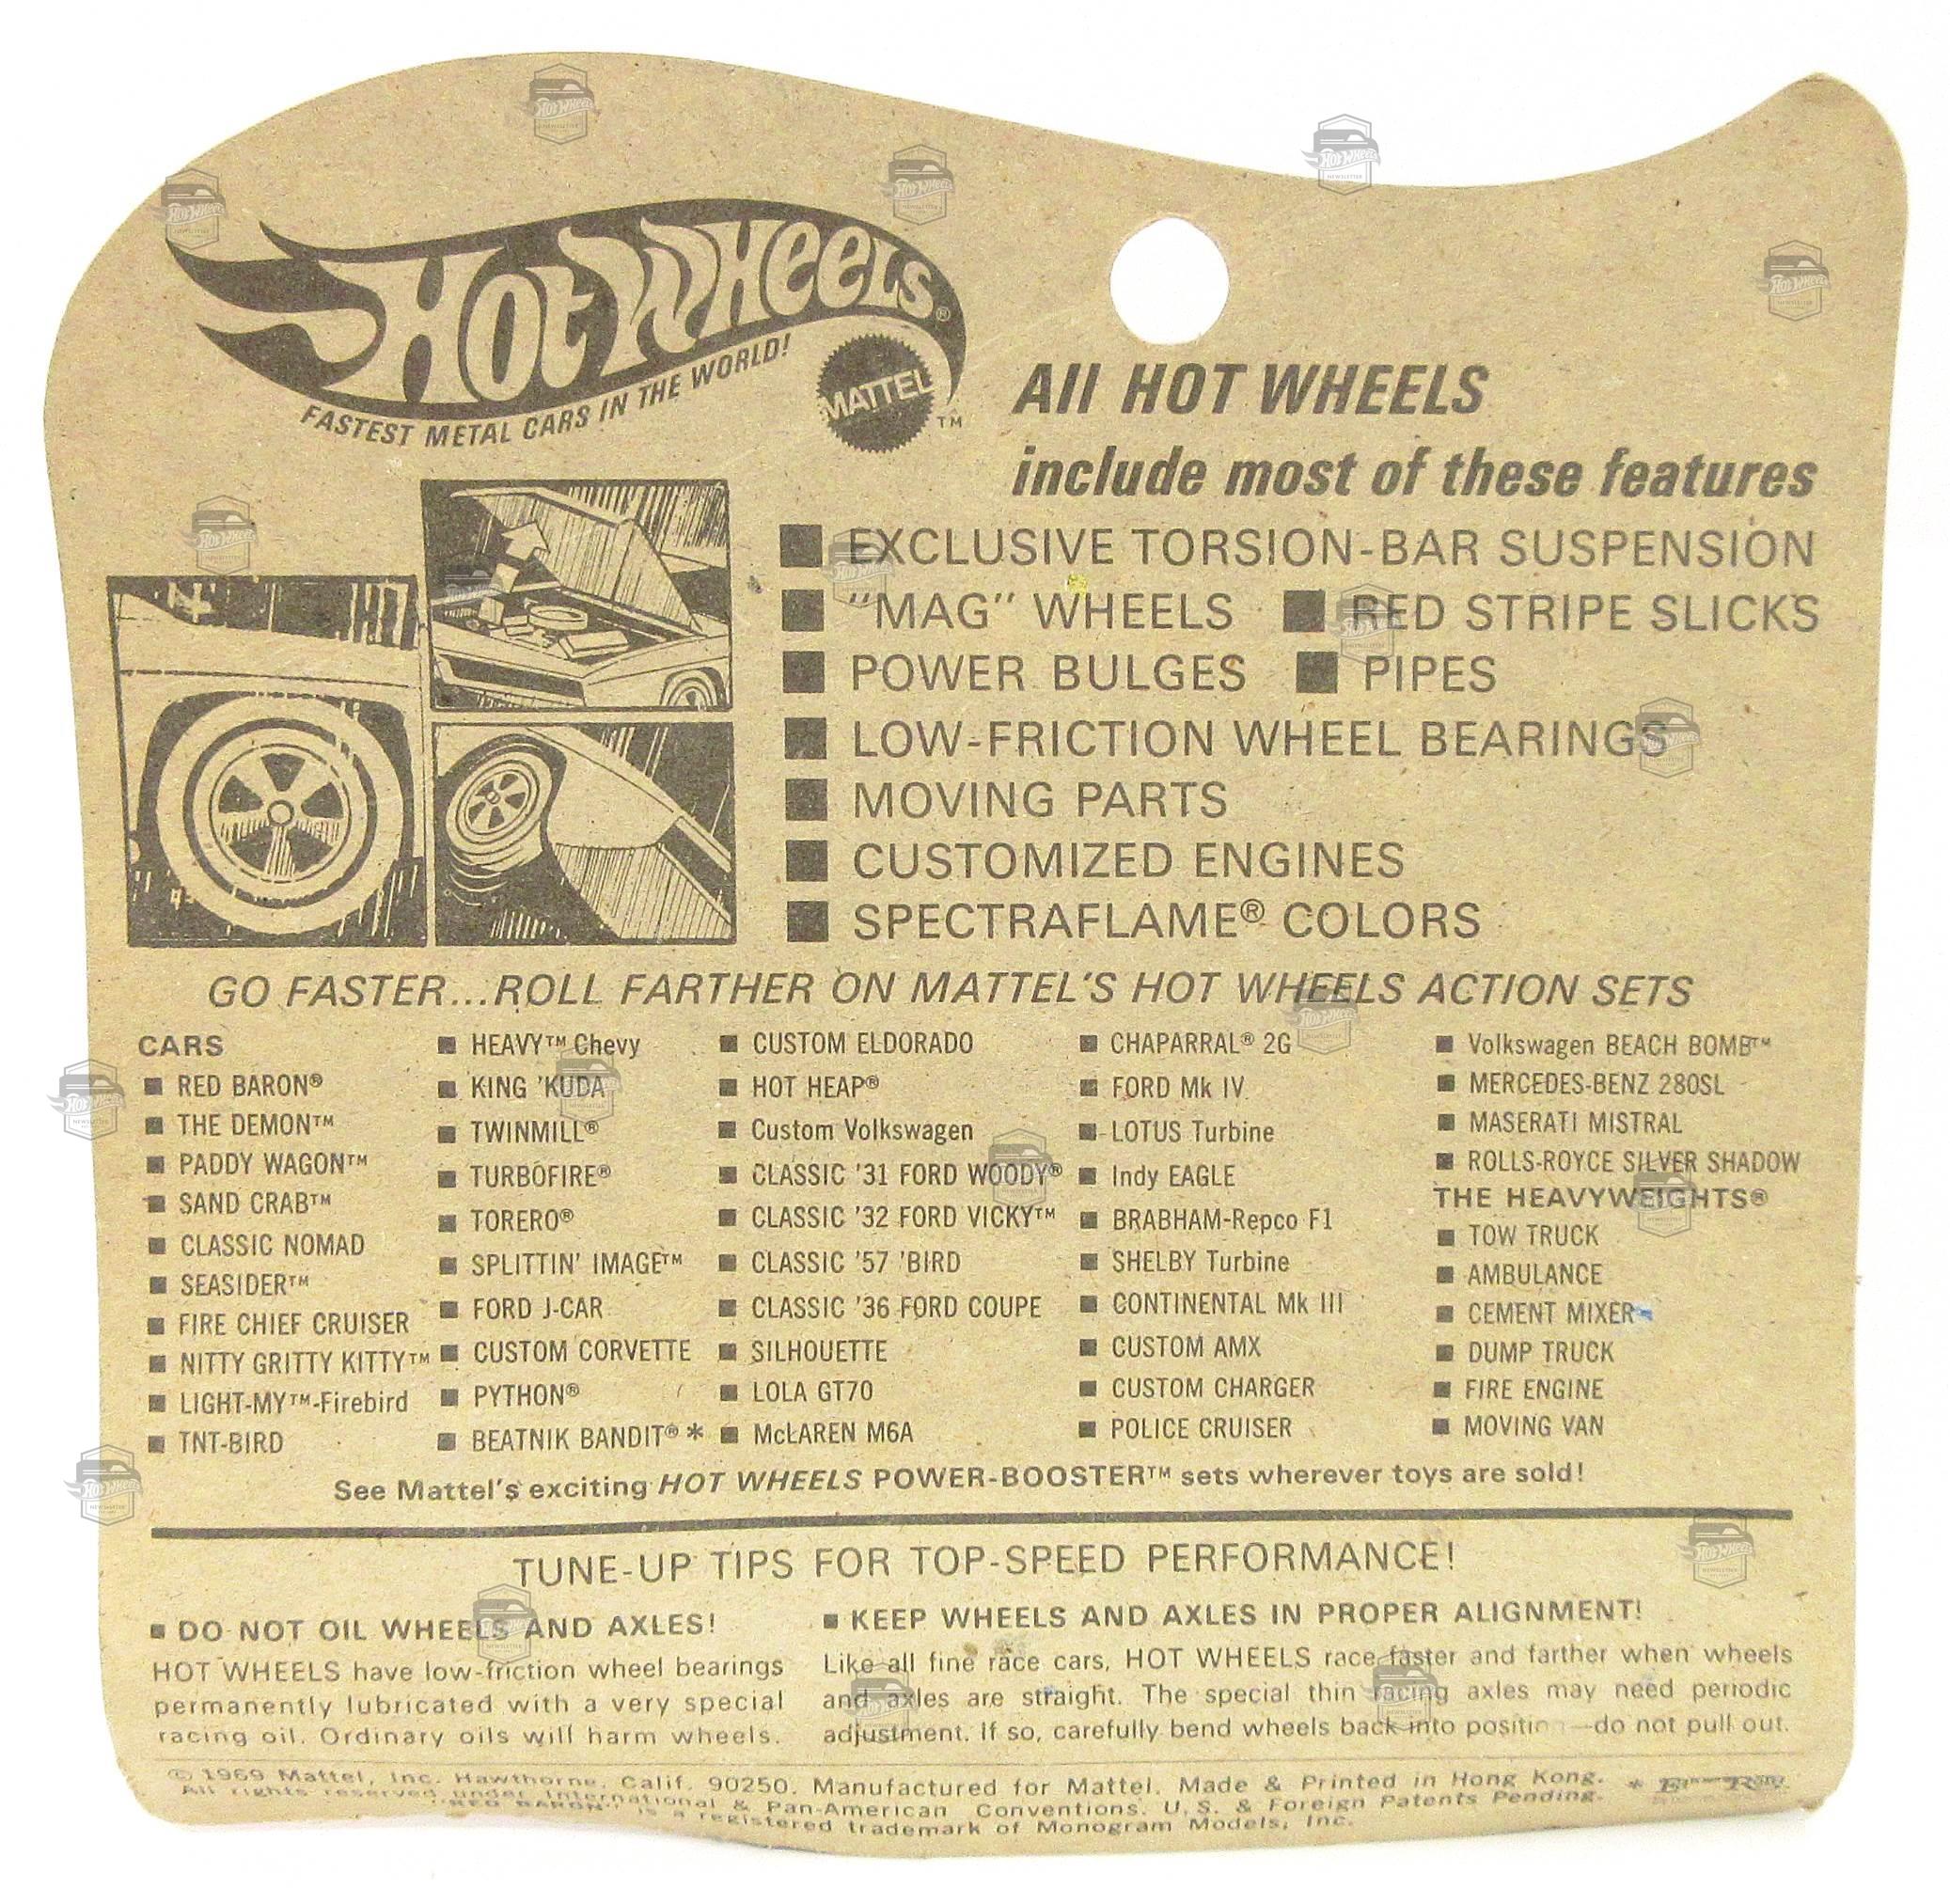 Hot Wheels®
FASTEST METAL CARS IN THE WORLD!
MATTEL
™
All HOT WHEELS
include most of these features
■ EXCLUSIVE TORSION-BAR SUSPENSION
■ "MAG" WHEELS ■ RED STRIPE SLICKS
■ POWER BULGES ■ PIPES
■ LOW-FRICTION WHEEL BEARINGS
■ MOVING PARTS
■ CUSTOMIZED ENGINES
■ SPECTRAFLAME® COLORS
GO FASTER...ROLL FARTHER ON MATTEL'S HOT WHEELS ACTION SETS
CARS
■ RED BARON®
■ THE DEMON™
■ PADDY WAGON™
■ SAND CRAB™
■ CLASSIC NOMAD
■ SEASIDER™
■ FIRE CHIEF CRUISER
■ NITTY GRITTY KITTY™
■ LIGHT-MY™-Firebird
■ TNT-BIRD
■ HEAVY™ Chevy
■ KING 'KUDA
■ TWINMILL®
■ TURBOFIRE®
■ TORERO®
■ SPLITTIN' IMAGE™
■ FORD J-CAR
■ CUSTOM CORVETTE
■ PYTHON®
■ BEATNIK BANDIT® *
■ CUSTOM ELDORADO
■ HOT HEAP®
■ Custom Volkswagen
■ CLASSIC '31 FORD WOODY®
■ CLASSIC '32 FORD VICKY™
■ CLASSIC '57 'BIRD
■ CLASSIC '36 FORD COUPE
■ SILHOUETTE
■ LOLA GT70
■ McLAREN M6A
■ CHAPARRAL® 2G
■ FORD Mk IV
■ LOTUS Turbine
■ Indy EAGLE
■ BRABHAM-Repco F1
■ SHELBY Turbine
■ CONTINENTAL Mk III
■ CUSTOM AMX
■ CUSTOM CHARGER
■ POLICE CRUISER
■ Volkswagen BEACH BOMB™
■ MERCEDES-BENZ 280SL
■ MASERATI MISTRAL
■ ROLLS-ROYCE SILVER SHADOW
THE HEAVYWEIGHTS®
■ TOW TRUCK
■ AMBULANCE
■ CEMENT MIXER
■ DUMP TRUCK
■ FIRE ENGINE
■ MOVING VAN
See Mattel's exciting HOT WHEELS POWER-BOOSTER™ sets wherever toys are sold!
TUNE-UP TIPS FOR TOP-SPEED PERFORMANCE!
■ DO NOT OIL WHEELS AND AXLES!
HOT WHEELS have low-friction wheel bearings
permanently lubricated with a very special
racing oil. Ordinary oils will harm wheels.
■ KEEP WHEELS AND AXLES IN PROPER ALIGNMENT!
Like all fine race cars, HOT WHEELS race faster and farther when wheels
and axles are straight. The special thin racing axles may need periodic
adjustment. If so, carefully bend wheels back into position—do not pull out.
© 1969 Mattel, Inc. Hawthorne, Calif. 90250. Manufactured for Mattel. Made & Printed in Hong Kong.
All rights reserved under International & Pan-American Conventions. U.S. & Foreign Patents Pending.
"RED BARON" is a registered trademark of Monogram Models, Inc.